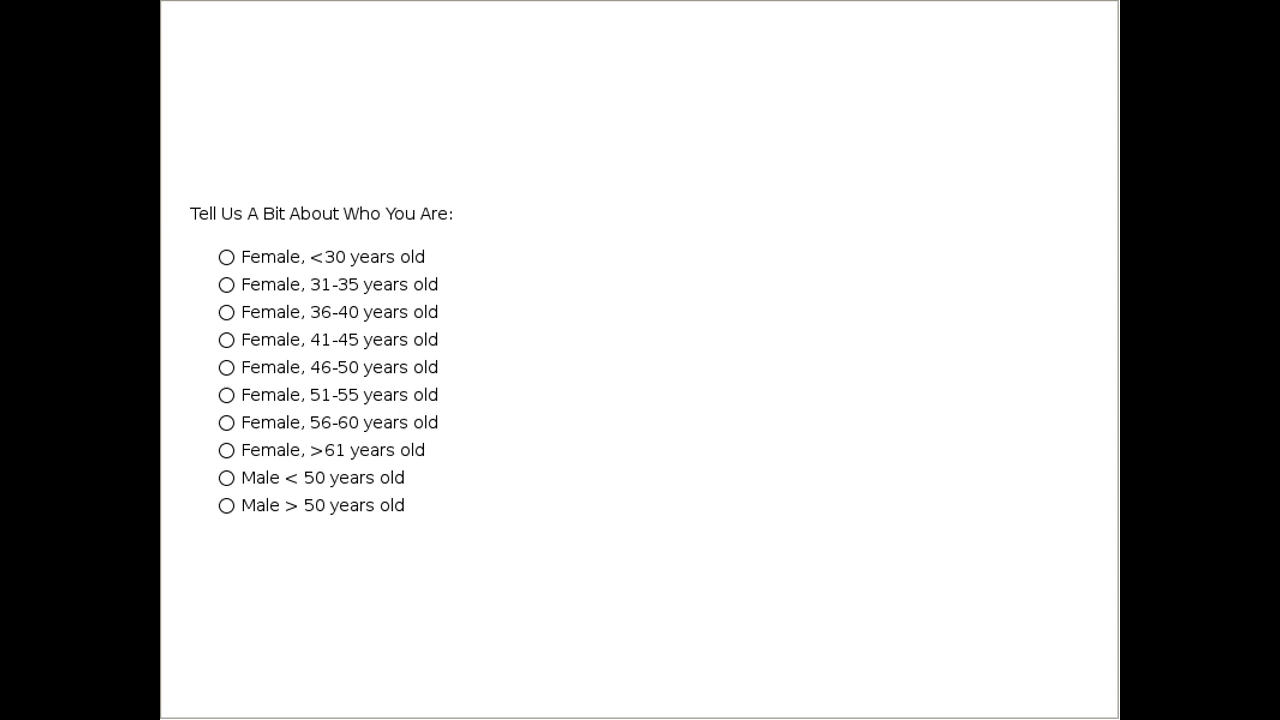 Tell Us A Bit About Who You Are:
Female, <30 years old
Female, 31-35 years old
Female, 36-40 years old
Female, 41-45 years old
Female, 46-50 years old
Female, 51-55 years old
Female, 56-60 years old
Female, >61 years old
Male < 50 years old
Male > 50 years old